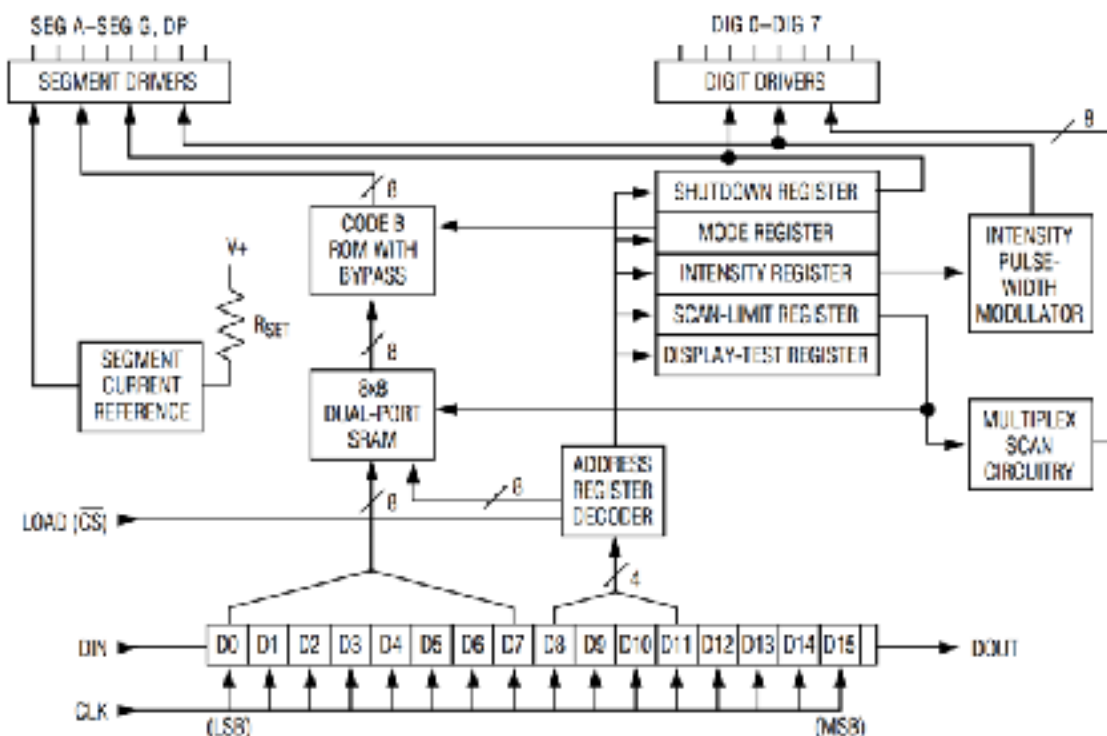 SEG A–SEG G, DP
DIG 0–DIG 7
SEGMENT DRIVERS
DIGIT DRIVERS
8
8
SHUTDOWN REGISTER
MODE REGISTER
INTENSITY REGISTER
SCAN-LIMIT REGISTER
DISPLAY-TEST REGISTER
CODE B
ROM WITH
BYPASS
INTENSITY
PULSE-
WIDTH
MODULATOR
V+
RSET
8
SEGMENT
CURRENT
REFERENCE
8x8
DUAL-PORT
SRAM
MULTIPLEX
SCAN
CIRCUITRY
ADDRESS
REGISTER
DECODER
8
8
LOAD (C̅S̅)
4
DIN
D0
D1
D2
D3
D4
D5
D6
D7
D8
D9
D10
D11
D12
D13
D14
D15
DOUT
CLK
(LSB)
(MSB)